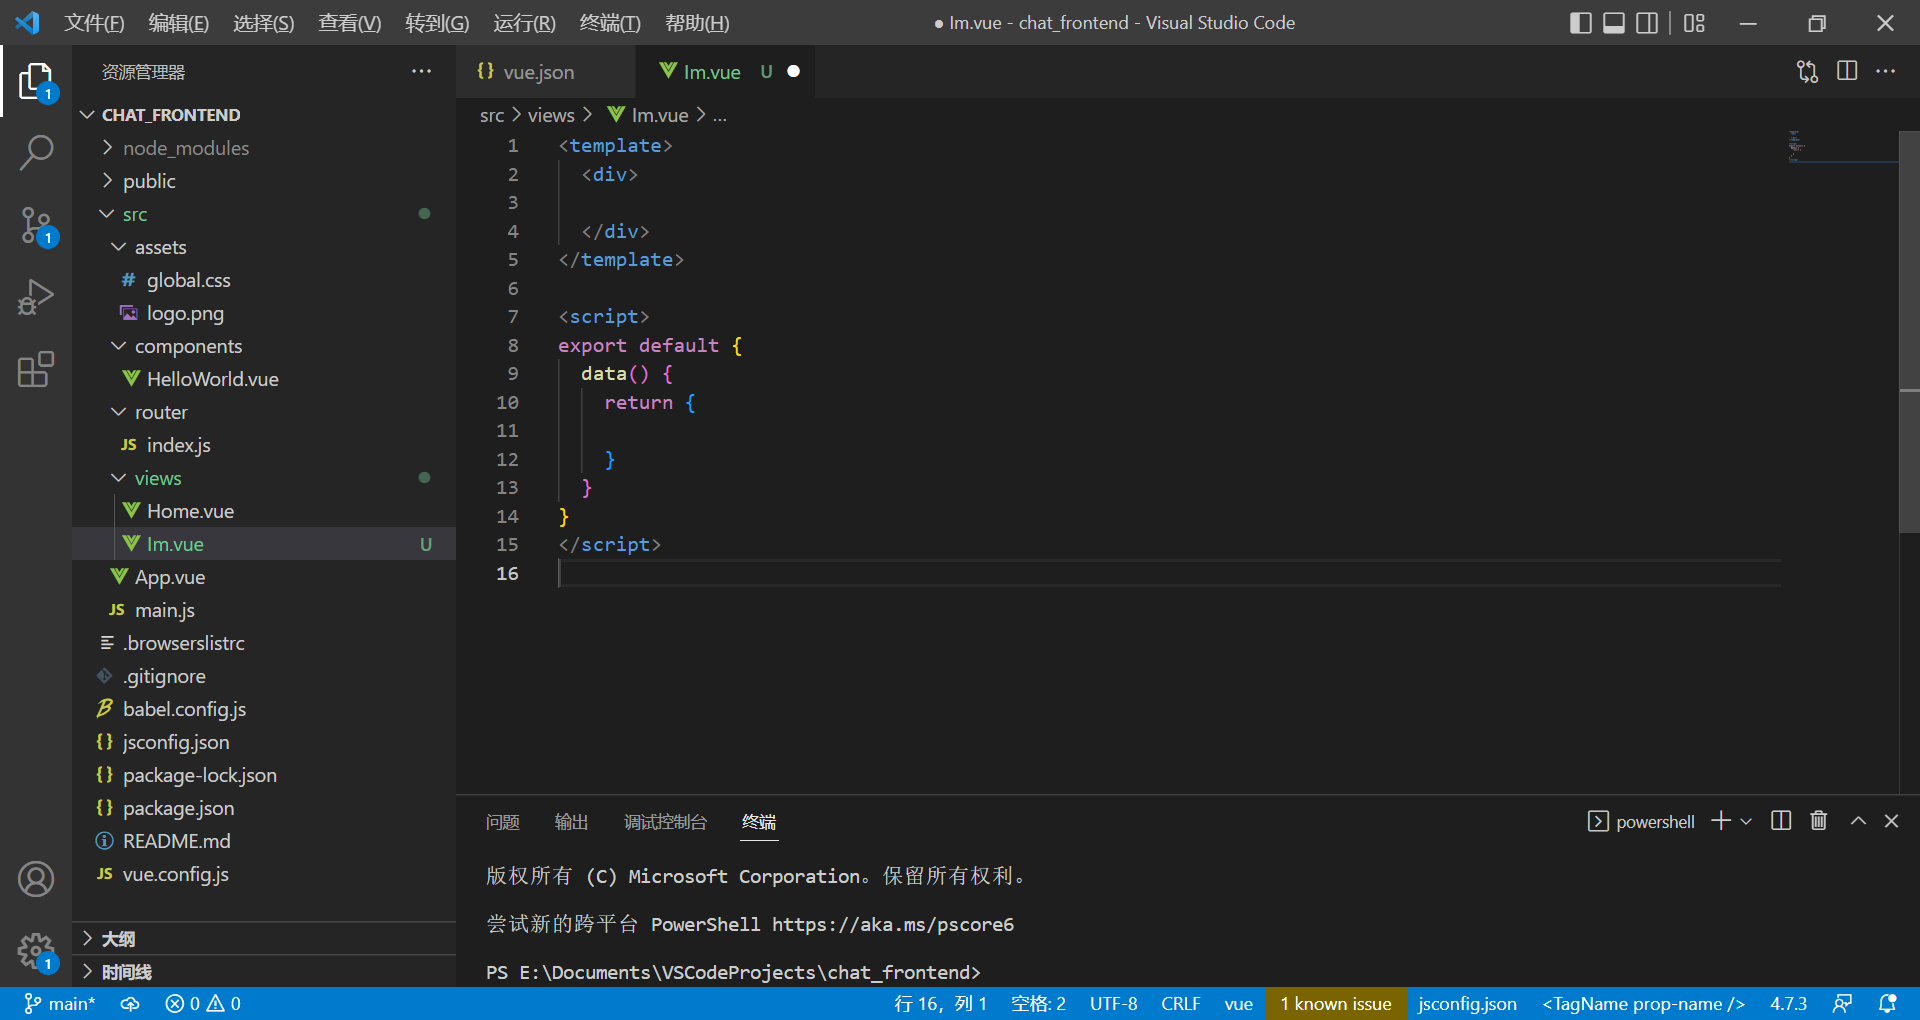 文件(F) 编辑(E) 选择(S) 查看(V) 转到(G) 运行(R) 终端(T) 帮助(H) ● Im.vue - chat_frontend - Visual Studio Code
资源管理器 ···
CHAT_FRONTEND
node_modules
public
src
assets
# global.css
logo.png
components
HelloWorld.vue
router
JS index.js
views
Home.vue
Im.vue U
App.vue
JS main.js
.browserslistrc
.gitignore
babel.config.js
{} jsconfig.json
{} package-lock.json
{} package.json
README.md
JS vue.config.js
大纲
时间线
1
1
1
{} vue.json Im.vue U ●
src > views > Im.vue > ...
1 <template>
2 <div>
3
4 </div>
5 </template>
6
7 <script>
8 export default {
9 data() {
10 return {
11
12 }
13 }
14 }
15 </script>
16
问题 输出 调试控制台 终端 powershell
版权所有 (C) Microsoft Corporation。保留所有权利。
尝试新的跨平台 PowerShell https://aka.ms/pscore6
PS E:\Documents\VSCodeProjects\chat_frontend>
main* 0 0 行 16，列 1 空格: 2 UTF-8 CRLF vue 1 known issue jsconfig.json <TagName prop-name /> 4.7.3